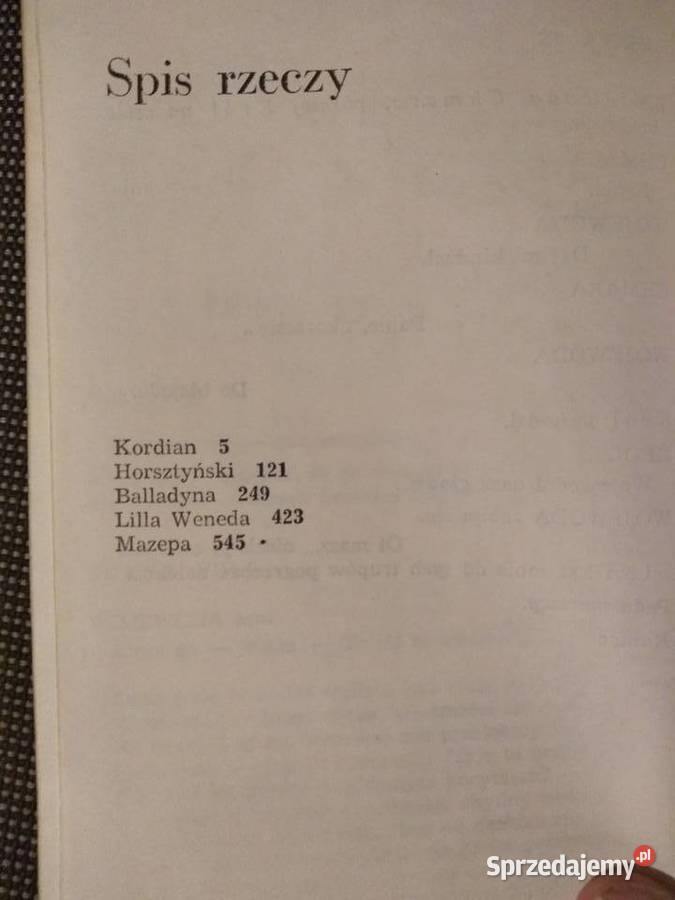 Spis rzeczy
Kordian 5
Horsztyński 121
Balladyna 249
Lilla Weneda 423
Mazepa 545
Sprzedajemy.pl